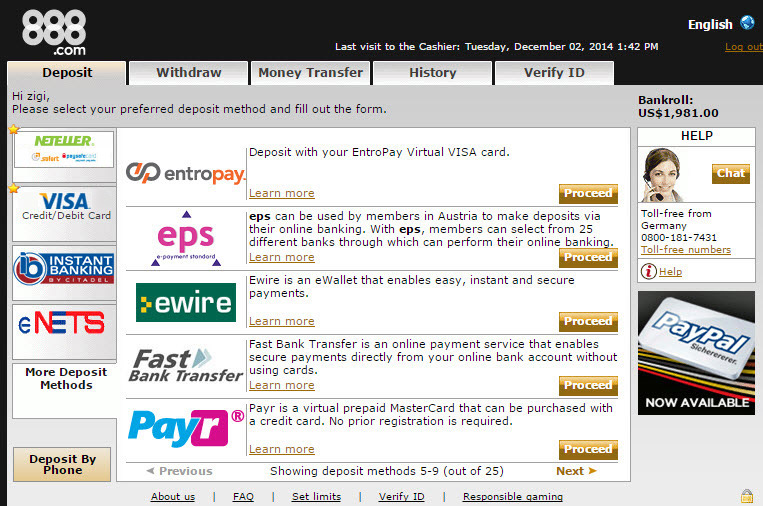 888
.com
English
Last visit to the Cashier: Tuesday, December 02, 2014 1:42 PM
Log out
Deposit
Withdraw
Money Transfer
History
Verify ID
Hi zigi,
Please select your preferred deposit method and fill out the form.
Bankroll:
US$1,981.00
NETELLER
VISA
Credit/Debit Card
INSTANT
BANKING
BY CITADEL
eNETS
More Deposit
Methods
Deposit By
Phone
entropay.
Deposit with your EntroPay Virtual VISA card.
Learn more
Proceed
eps
e-payment standard
eps can be used by members in Austria to make deposits via
their online banking. With eps, members can select from 25
different banks through which can perform their online banking.
Learn more
Proceed
ewire
Ewire is an eWallet that enables easy, instant and secure
payments.
Learn more
Proceed
Fast
Bank Transfer
Fast Bank Transfer is an online payment service that enables
secure payments directly from your online bank account without
using cards.
Learn more
Proceed
Payr®
Payr is a virtual prepaid MasterCard that can be purchased with
a credit card. No prior registration is required.
Learn more
Proceed
Previous
Showing deposit methods 5-9 (out of 25)
Next
HELP
Chat
Toll-free from
Germany
0800-181-7431
Toll-free numbers
Help
PayPal
NOW AVAILABLE
About us | FAQ | Set limits | Verify ID | Responsible gaming